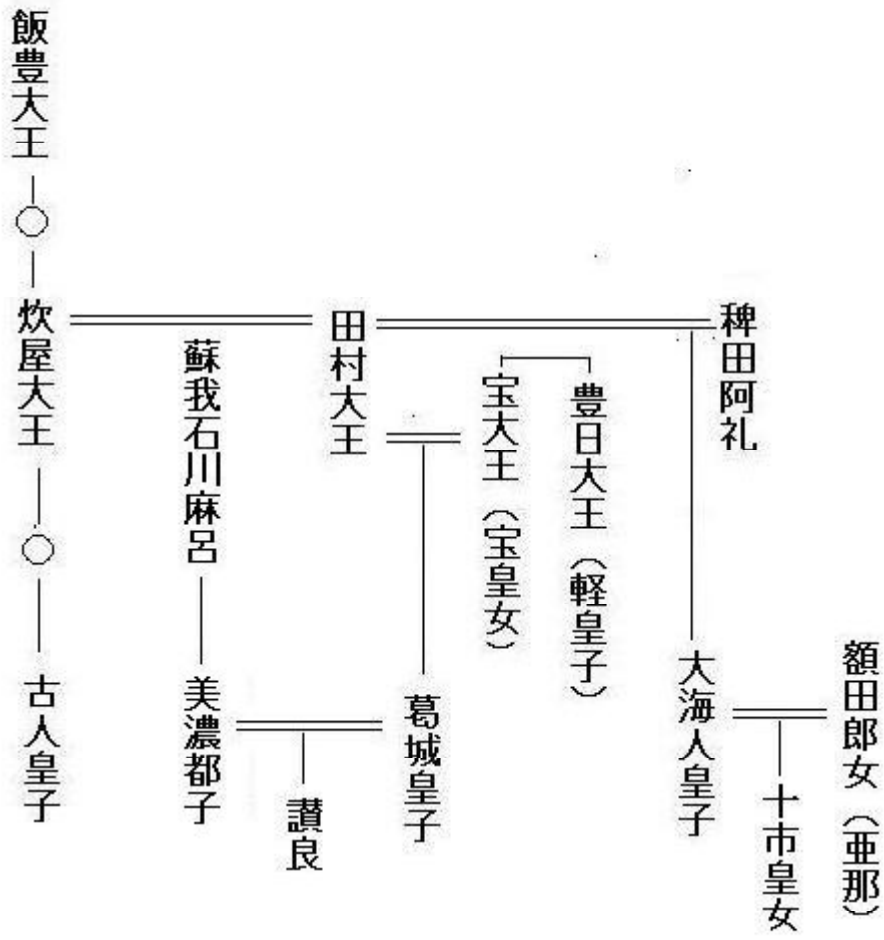 飯豊大王
○
炊屋大王
○
古人皇子
蘇我石川麻呂
美濃都子
讃良
田村大王
葛城皇子
宝大王（宝皇女）
豊日大王（軽皇子）
稗田阿礼
大海人皇子
十市皇女
額田郎女（亜那）